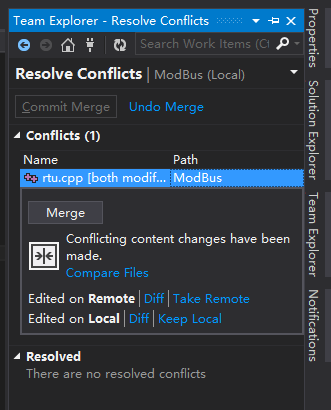 Team Explorer - Resolve Conflicts
Search Work Items (C
Resolve Conflicts | ModBus (Local)
Commit Merge Undo Merge
Conflicts (1)
Name Path
rtu.cpp [both modif... ModBus
Merge
Conflicting content changes have been
made.
Compare Files
Edited on Remote | Diff | Take Remote
Edited on Local | Diff | Keep Local
Resolved
There are no resolved conflicts
Properties
Solution Explorer
Team Explorer
Notifications